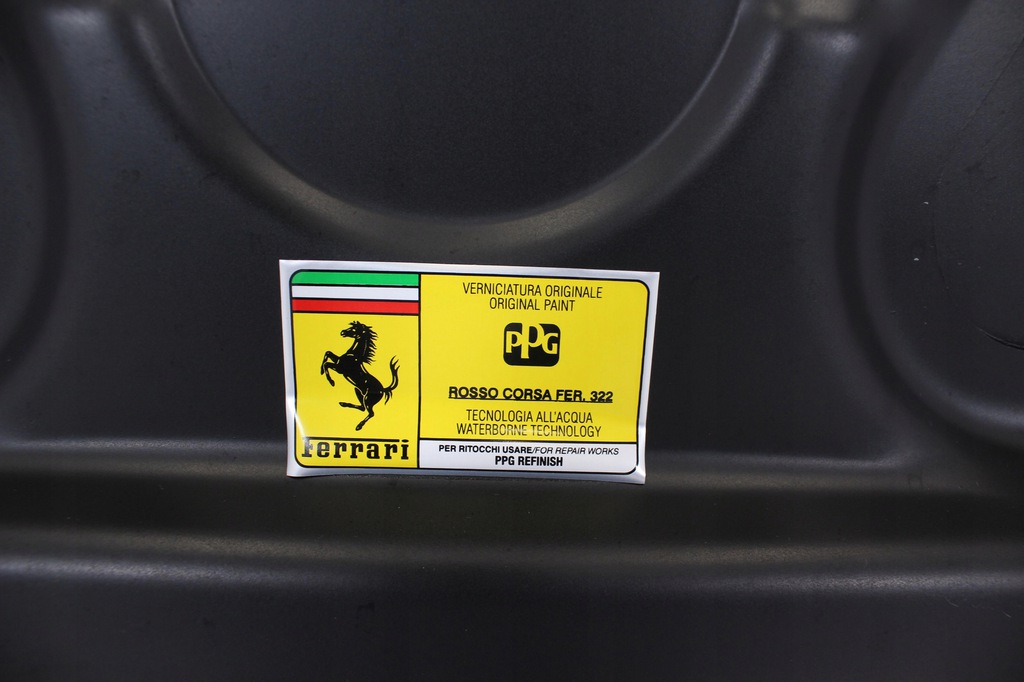 VERNICIATURA ORIGINALE
ORIGINAL PAINT
PPG
ROSSO CORSA FER. 322
TECNOLOGIA ALL'ACQUA
WATERBORNE TECHNOLOGY
ferrari
PER RITOCCHI USARE/FOR REPAIR WORKS
PPG REFINISH